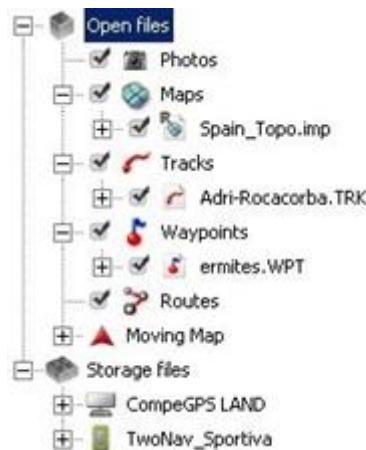 Open files
Photos
Maps
Spain_Topo.imp
Tracks
Adri-Rocacorba.TRK
Waypoints
ermites.WPT
Routes
Moving Map
Storage files
CompeGPS LAND
TwoNav_Sportiva